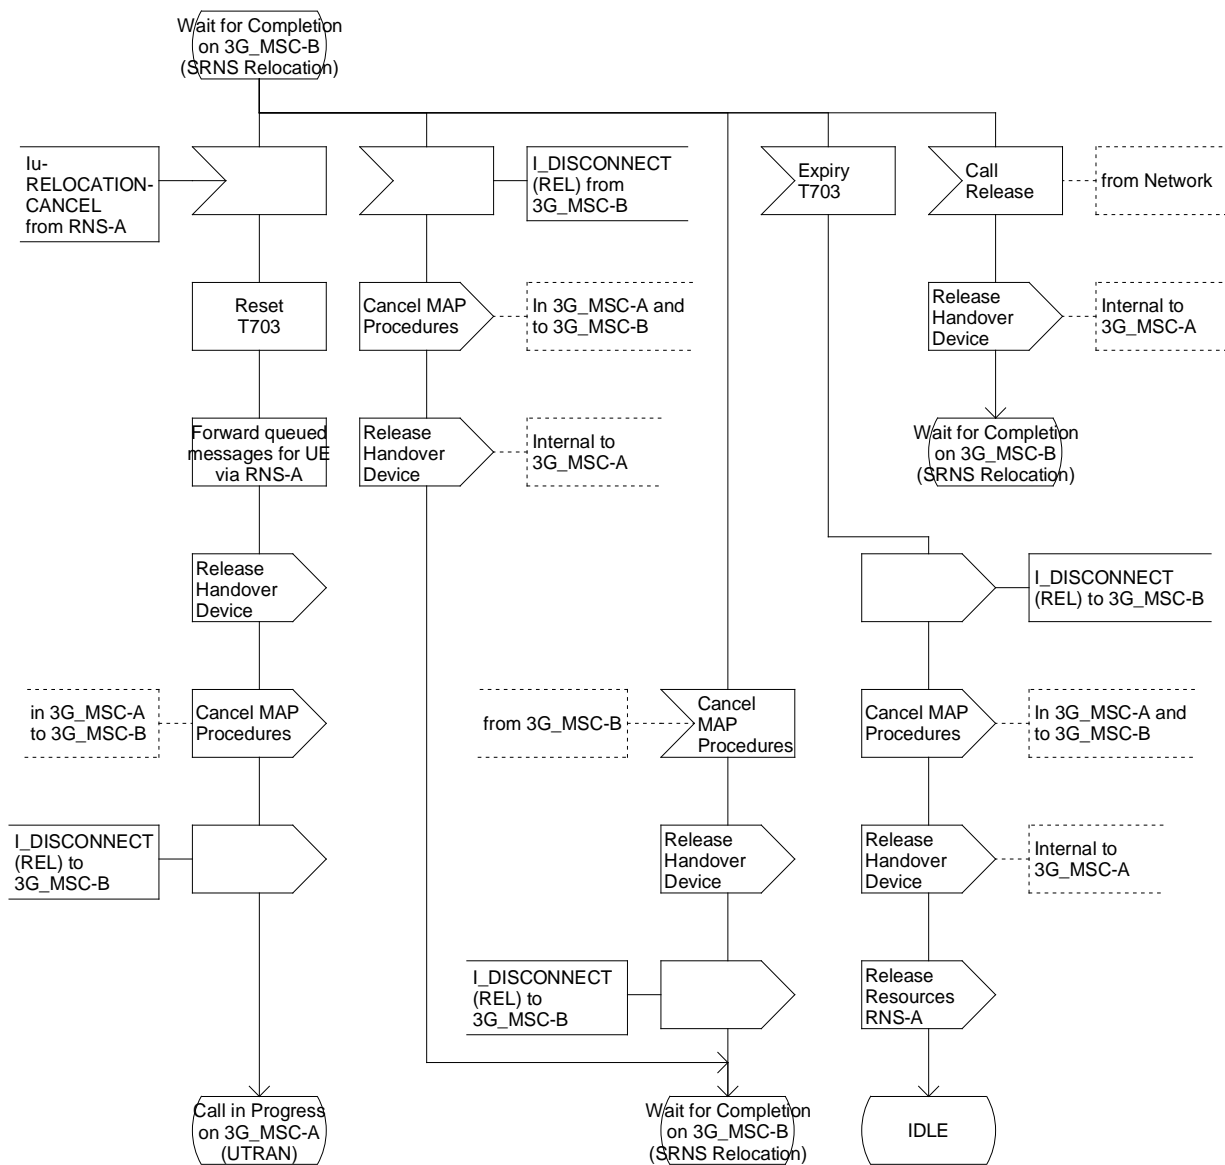 Wait for Completion
on 3G_MSC-B
(SRNS Relocation)
Iu-
RELOCATION-
CANCEL
from RNS-A
I_DISCONNECT
(REL) from
3G_MSC-B
Expiry
T703
Call
Release
from Network
Reset
T703
Cancel MAP
Procedures
In 3G_MSC-A and
to 3G_MSC-B
Release
Handover
Device
Internal to
3G_MSC-A
Forward queued
messages for UE
via RNS-A
Release
Handover
Device
Internal to
3G_MSC-A
Wait for Completion
on 3G_MSC-B
(SRNS Relocation)
Release
Handover
Device
I_DISCONNECT
(REL) to 3G_MSC-B
in 3G_MSC-A
to 3G_MSC-B
Cancel MAP
Procedures
from 3G_MSC-B
Cancel
MAP
Procedures
Cancel MAP
Procedures
In 3G_MSC-A and
to 3G_MSC-B
I_DISCONNECT
(REL) to
3G_MSC-B
Release
Handover
Device
Release
Handover
Device
Internal to
3G_MSC-A
I_DISCONNECT
(REL) to
3G_MSC-B
Release
Resources
RNS-A
Call in Progress
on 3G_MSC-A
(UTRAN)
Wait for Completion
on 3G_MSC-B
(SRNS Relocation)
IDLE